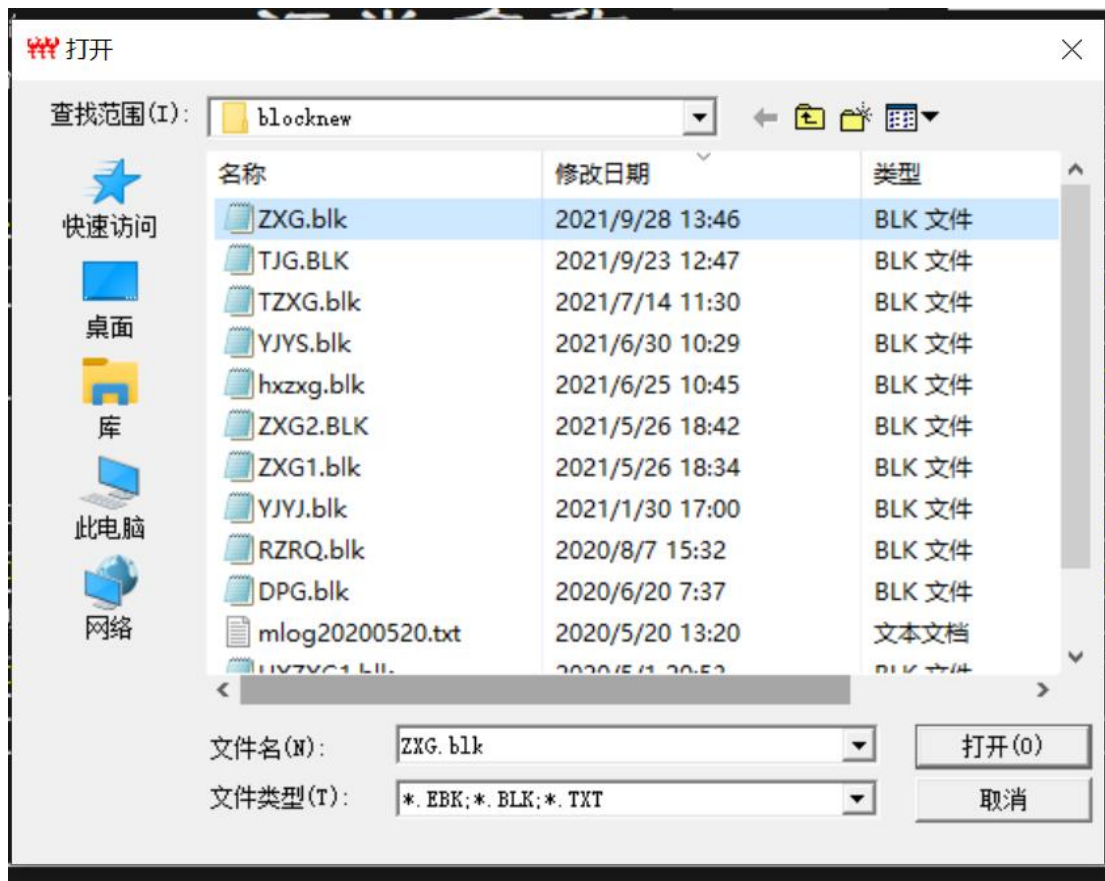 打开
查找范围(I): blocknew
名称 修改日期 类型
快速访问
桌面
库
此电脑
网络
ZXG.blk 2021/9/28 13:46 BLK 文件
TJG.BLK 2021/9/23 12:47 BLK 文件
TZXG.blk 2021/7/14 11:30 BLK 文件
YJYS.blk 2021/6/30 10:29 BLK 文件
hxzxg.blk 2021/6/25 10:45 BLK 文件
ZXG2.BLK 2021/5/26 18:42 BLK 文件
ZXG1.blk 2021/5/26 18:34 BLK 文件
YJYJ.blk 2021/1/30 17:00 BLK 文件
RZRQ.blk 2020/8/7 15:32 BLK 文件
DPG.blk 2020/6/20 7:37 BLK 文件
mlog20200520.txt 2020/5/20 13:20 文本文档
文件名(N): ZXG.blk 打开(O)
文件类型(T): *.EBK;*.BLK;*.TXT 取消